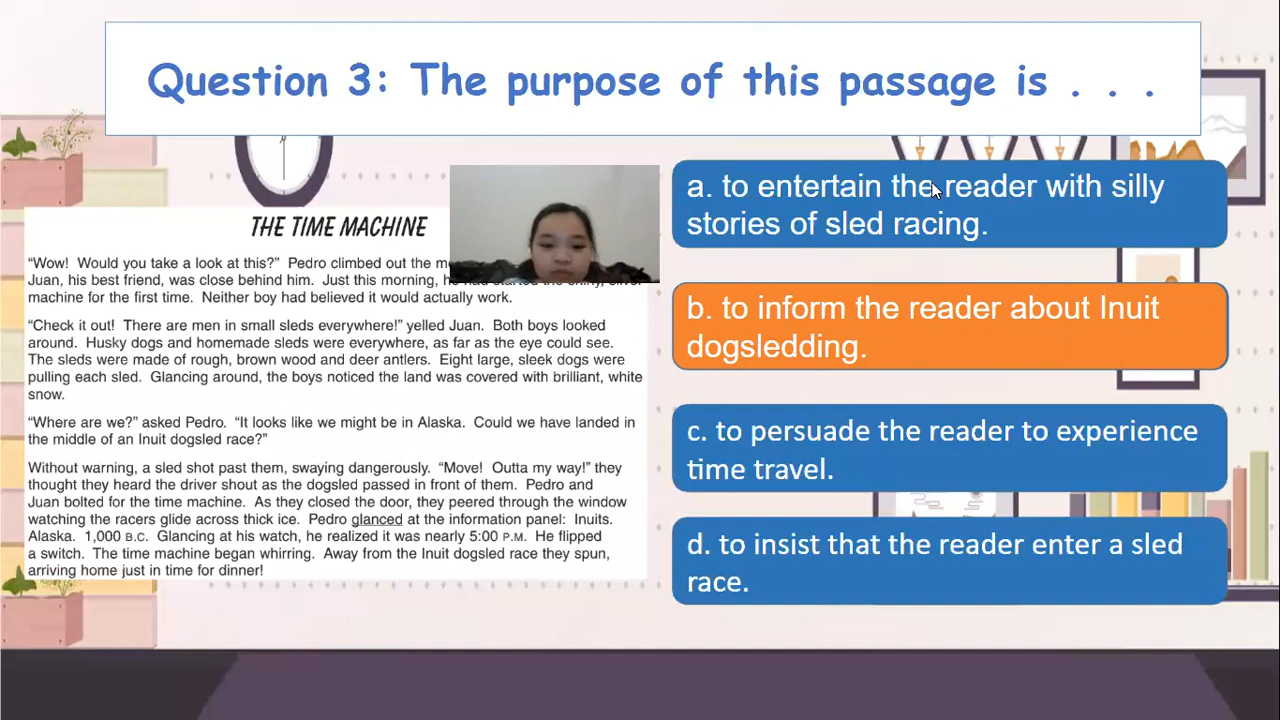 Question 3: The purpose of this passage is . . .
THE TIME MACHINE
“Wow! Would you take a look at this?” Pedro climbed out the
Juan, his best friend, was close behind him. Just this morning, he had started the shiny, silver
machine for the first time. Neither boy had believed it would actually work.
“Check it out! There are men in small sleds everywhere!” yelled Juan. Both boys looked
around. Husky dogs and homemade sleds were everywhere, as far as the eye could see.
The sleds were made of rough, brown wood and deer antlers. Eight large, sleek dogs were
pulling each sled. Glancing around, the boys noticed the land was covered with brilliant, white
snow.
“Where are we?” asked Pedro. “It looks like we might be in Alaska. Could we have landed in
the middle of an Inuit dogsled race?”
Without warning, a sled shot past them, swaying dangerously. “Move! Outta my way!” they
thought they heard the driver shout as the dogsled passed in front of them. Pedro and
Juan bolted for the time machine. As they closed the door, they peered through the window
watching the racers glide across thick ice. Pedro glanced at the information panel: Inuits.
Alaska. 1,000 B.C. Glancing at his watch, he realized it was nearly 5:00 P.M. He flipped
a switch. The time machine began whirring. Away from the Inuit dogsled race they spun,
arriving home just in time for dinner!
a. to entertain the reader with silly
stories of sled racing.
b. to inform the reader about Inuit
dogsledding.
c. to persuade the reader to experience
time travel.
d. to insist that the reader enter a sled
race.